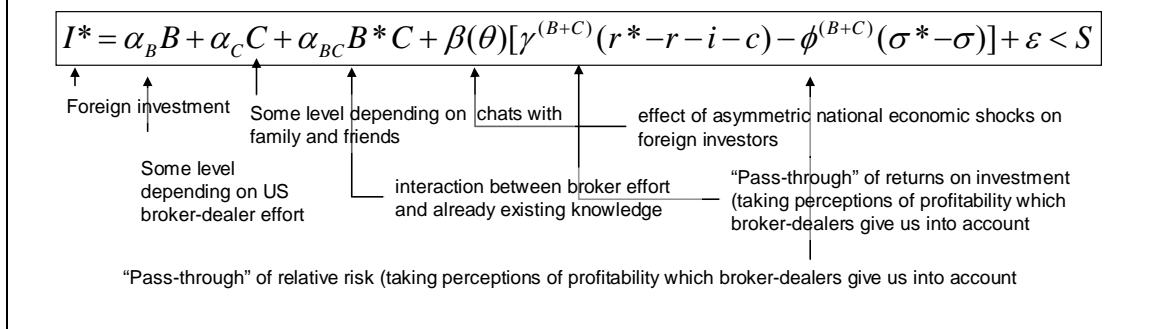 I* = α_B B + α_C C + α_BC B * C + β(θ)[γ^(B+C) (r* − r − i − c) − ϕ^(B+C) (σ* − σ)] + ε < S
Foreign investment
Some level depending on chats with
family and friends
effect of asymmetric national economic shocks on
foreign investors
Some level
depending on US
broker-dealer effort
interaction between broker effort
and already existing knowledge
“Pass-through” of returns on investment
(taking perceptions of profitability which
broker-dealers give us into account
“Pass-through” of relative risk (taking perceptions of profitability which broker-dealers give us into account